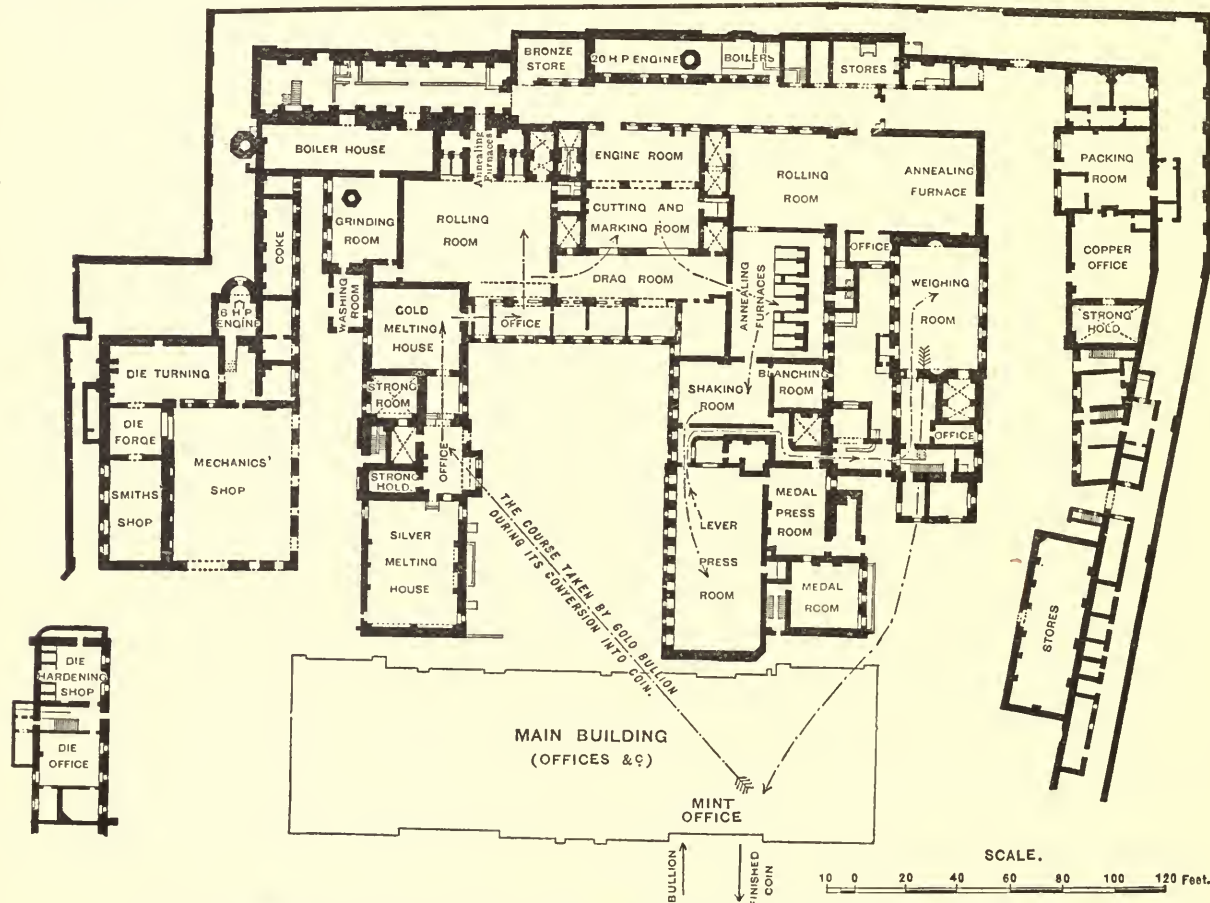 BRONZE
STORE
20 H P ENGINE
BOILERS
STORES
BOILER HOUSE
Annealing
Furnaces
ENGINE ROOM
ROLLING
ROOM
ANNEALING
FURNACE
PACKING
ROOM
GRINDING
ROOM
ROLLING
ROOM
CUTTING AND
MARKING ROOM
COKE
OFFICE
COPPER
OFFICE
WASHING
ROOM
DRAG ROOM
ANNEALING
FURNACES
WEIGHING
ROOM
6 H P
ENGINE
GOLD
MELTING
HOUSE
OFFICE
STRONG
HOLD
DIE TURNING
STRONG
ROOM
SHAKING
ROOM
BLANCHING
ROOM
DIE
FORGE
OFFICE
OFFICE
MECHANICS'
SHOP
STRONG
HOLD.
SMITHS
SHOP
MEDAL
PRESS
ROOM
LEVER
PRESS
ROOM
SILVER
MELTING
HOUSE
MEDAL
ROOM
THE COURSE TAKEN BY GOLD BULLION
DURING ITS CONVERSION INTO COIN.
STORES
DIE
HARDENING
SHOP
DIE
OFFICE
MAIN BUILDING
(OFFICES &C)
MINT
OFFICE
BULLION
FINISHED
COIN
SCALE.
10 0 20 40 60 80 100 120 Feet.